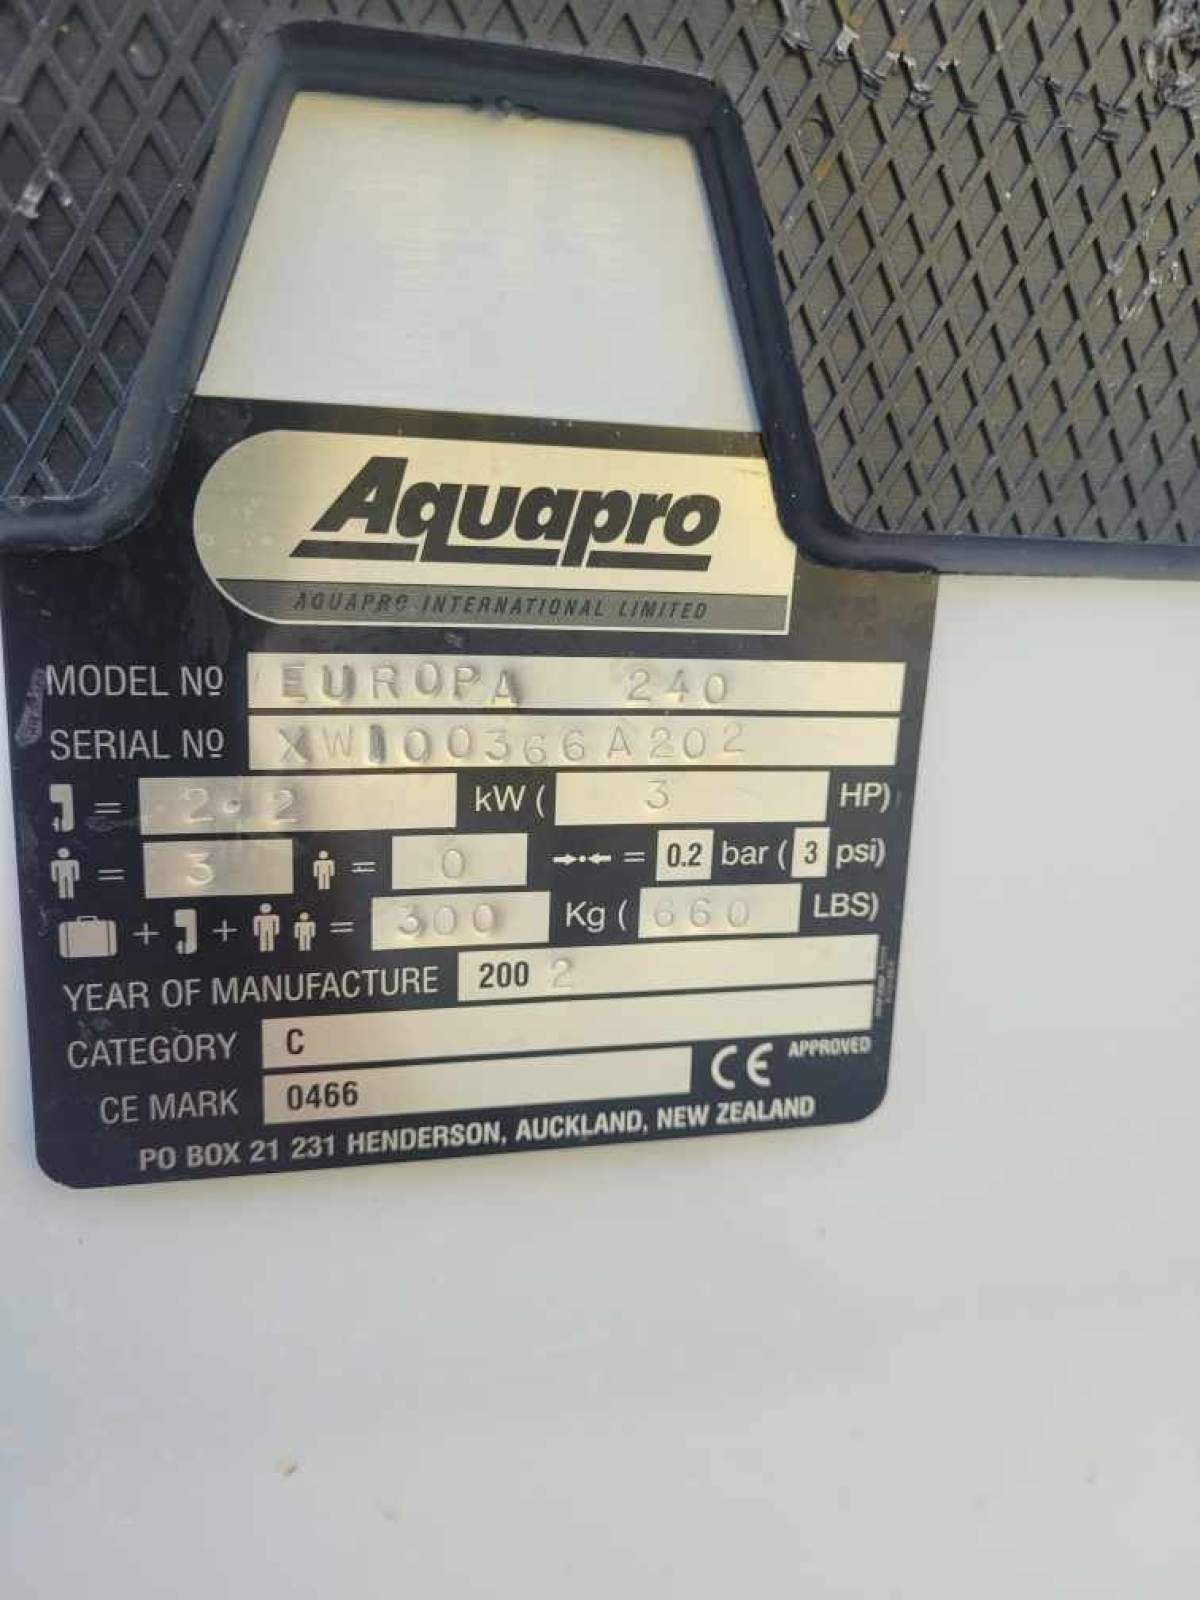 Aquapro
AQUAPRO INTERNATIONAL LIMITED
MODEL Nº EUROPA 240
SERIAL Nº XW100366A202
= 2.2 kW ( 3 HP)
= 3 = 0 = 0.2 bar ( 3 psi)
+ + = 300 Kg ( 660 LBS)
YEAR OF MANUFACTURE 2002
CATEGORY C
CE MARK 0466 CE APPROVED
PO BOX 21 231 HENDERSON, AUCKLAND, NEW ZEALAND